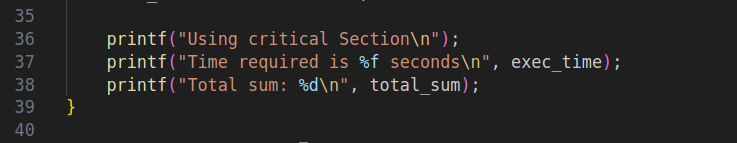 35
36 printf("Using critical Section\n");
37 printf("Time required is %f seconds\n", exec_time);
38 printf("Total sum: %d\n", total_sum);
39 }
40